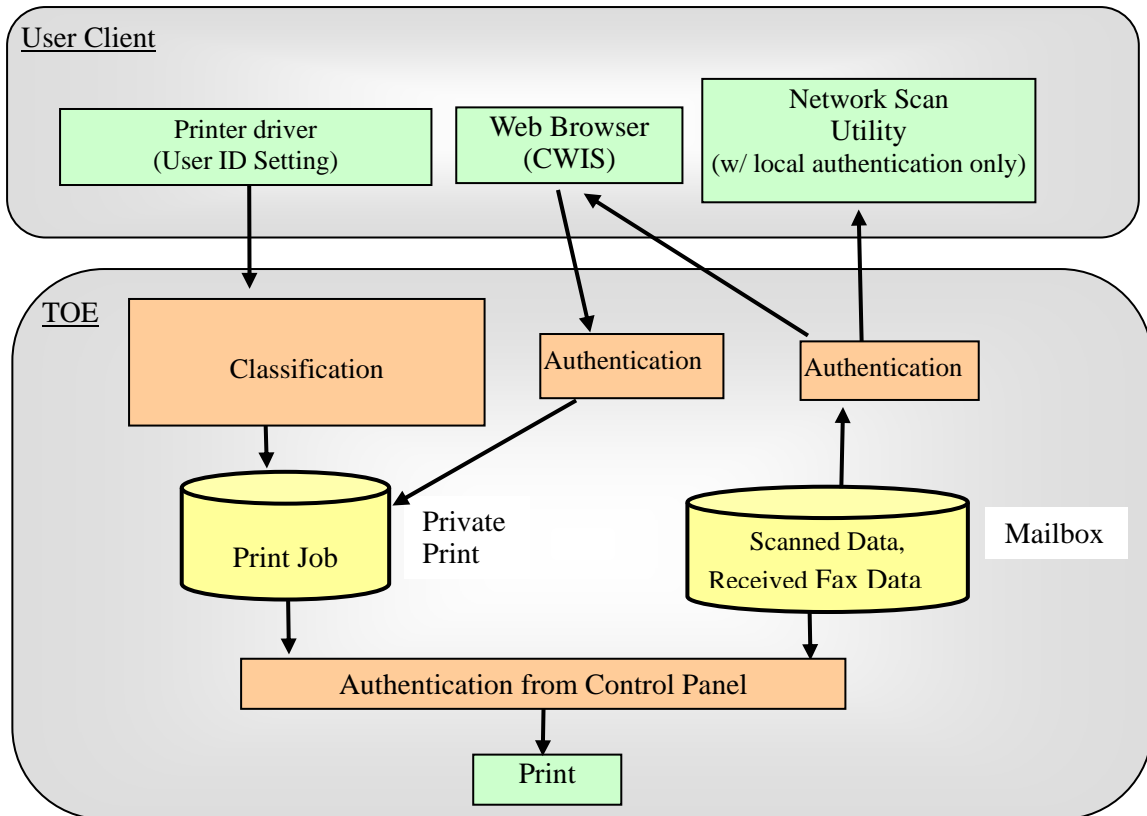 User Client
Printer driver
(User ID Setting)
Web Browser
(CWIS)
Network Scan
Utility
(w/ local authentication only)
TOE
Classification
Authentication
Authentication
Print Job
Private
Print
Scanned Data,
Received Fax Data
Mailbox
Authentication from Control Panel
Print